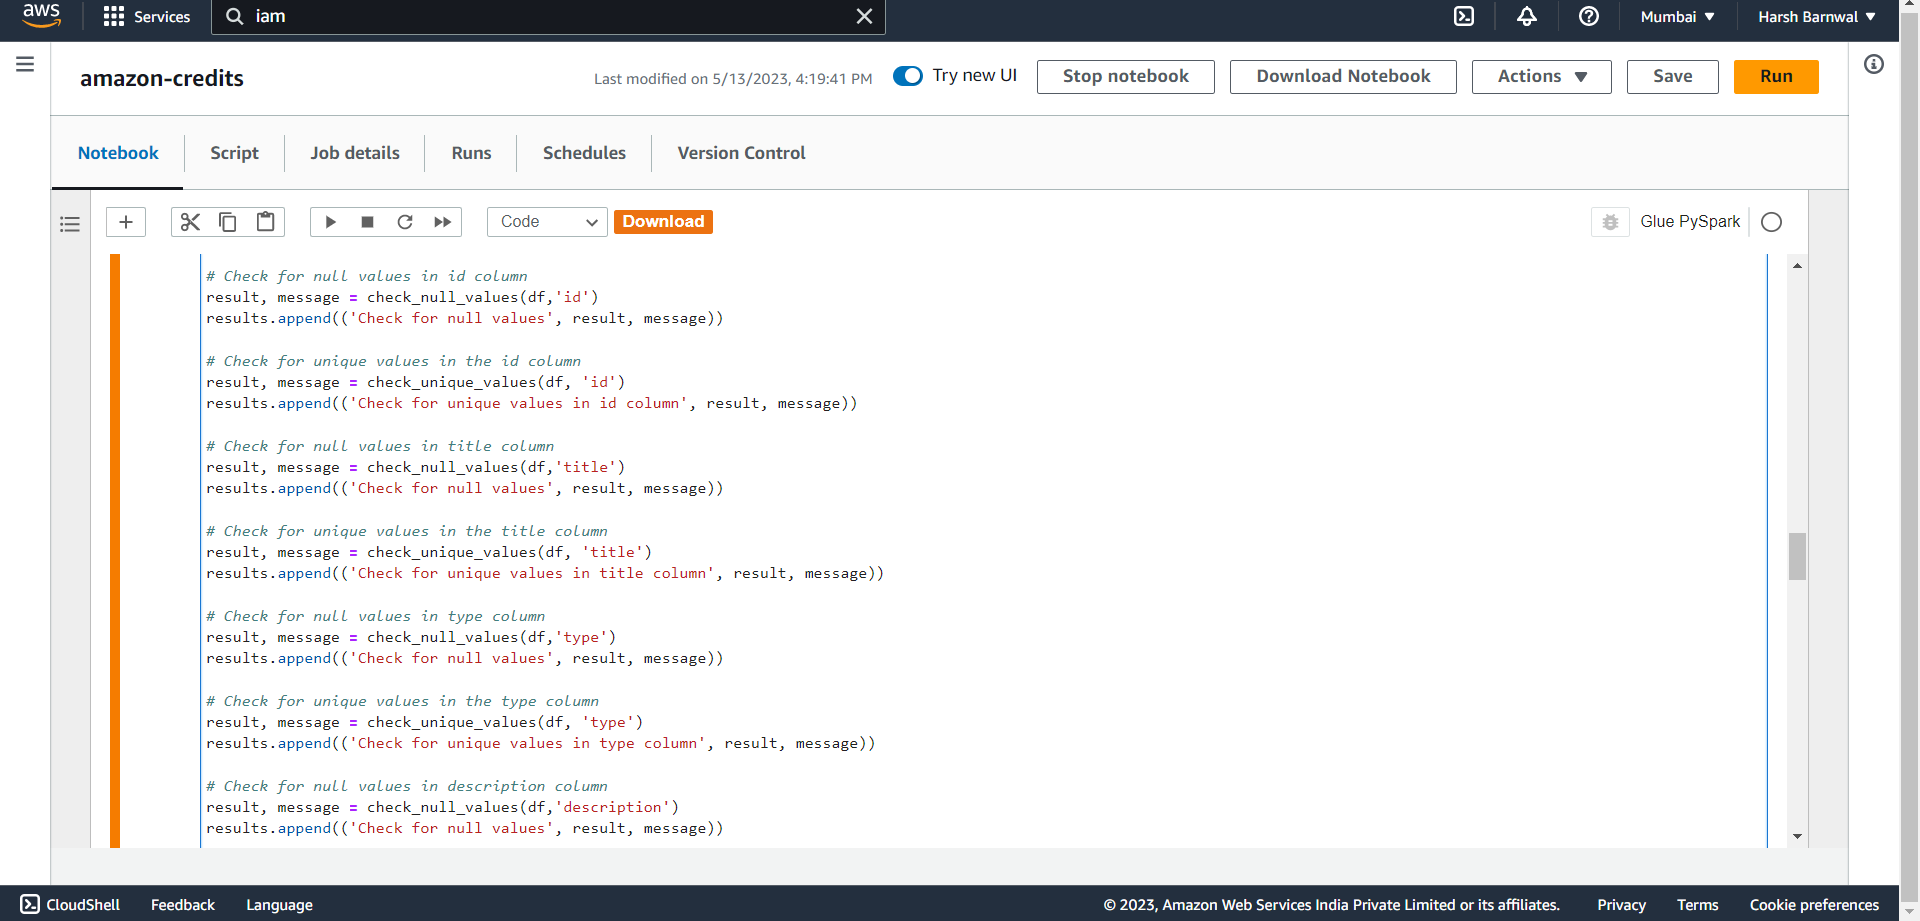 aws Services iam Mumbai ▼ Harsh Barnwal ▼
amazon-credits Last modified on 5/13/2023, 4:19:41 PM Try new UI Stop notebook Download Notebook Actions ▼ Save Run
Notebook Script Job details Runs Schedules Version Control
Code Download Glue PySpark
# Check for null values in id column
result, message = check_null_values(df,'id')
results.append(('Check for null values', result, message))
# Check for unique values in the id column
result, message = check_unique_values(df, 'id')
results.append(('Check for unique values in id column', result, message))
# Check for null values in title column
result, message = check_null_values(df,'title')
results.append(('Check for null values', result, message))
# Check for unique values in the title column
result, message = check_unique_values(df, 'title')
results.append(('Check for unique values in title column', result, message))
# Check for null values in type column
result, message = check_null_values(df,'type')
results.append(('Check for null values', result, message))
# Check for unique values in the type column
result, message = check_unique_values(df, 'type')
results.append(('Check for unique values in type column', result, message))
# Check for null values in description column
result, message = check_null_values(df,'description')
results.append(('Check for null values', result, message))
CloudShell Feedback Language © 2023, Amazon Web Services India Private Limited or its affiliates. Privacy Terms Cookie preferences